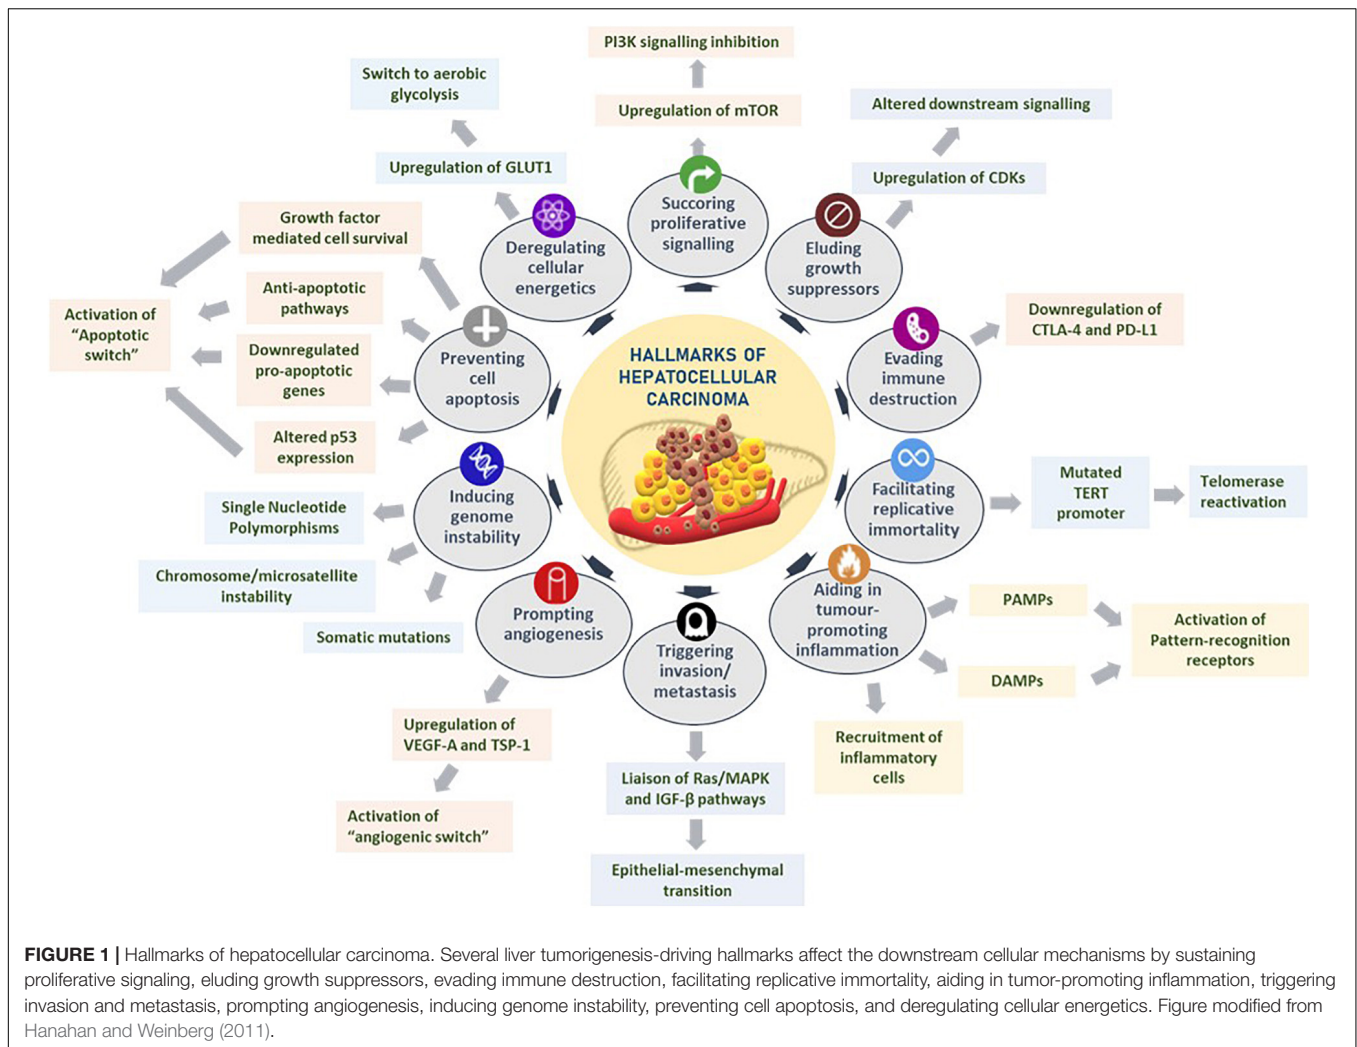 PI3K signalling inhibition
Upregulation of mTOR
Succoring
proliferative
signalling
Altered downstream signalling
Upregulation of CDKs
Eluding
growth
suppressors
Downregulation of
CTLA-4 and PD-L1
Evading
immune
destruction
Facilitating
replicative
immortality
Mutated
TERT
promoter
Telomerase
reactivation
Aiding in
tumour-
promoting
inflammation
PAMPs
DAMPs
Activation of
Pattern-recognition
receptors
Recruitment of
inflammatory
cells
Triggering
invasion/
metastasis
Liaison of Ras/MAPK
and IGF-β pathways
Epithelial-mesenchymal
transition
Prompting
angiogenesis
Upregulation of
VEGF-A and TSP-1
Activation of
“angiogenic switch”
Inducing
genome
instability
Single Nucleotide
Polymorphisms
Chromosome/microsatellite
instability
Somatic mutations
Preventing
cell
apoptosis
Growth factor
mediated cell survival
Anti-apoptotic
pathways
Downregulated
pro-apoptotic
genes
Altered p53
expression
Activation of
“Apoptotic
switch”
Deregulating
cellular
energetics
Upregulation of GLUT1
Switch to aerobic
glycolysis
HALLMARKS OF
HEPATOCELLULAR
CARCINOMA
FIGURE 1 | Hallmarks of hepatocellular carcinoma. Several liver tumorigenesis-driving hallmarks affect the downstream cellular mechanisms by sustaining
proliferative signaling, eluding growth suppressors, evading immune destruction, facilitating replicative immortality, aiding in tumor-promoting inflammation, triggering
invasion and metastasis, prompting angiogenesis, inducing genome instability, preventing cell apoptosis, and deregulating cellular energetics. Figure modified from
Hanahan and Weinberg (2011).